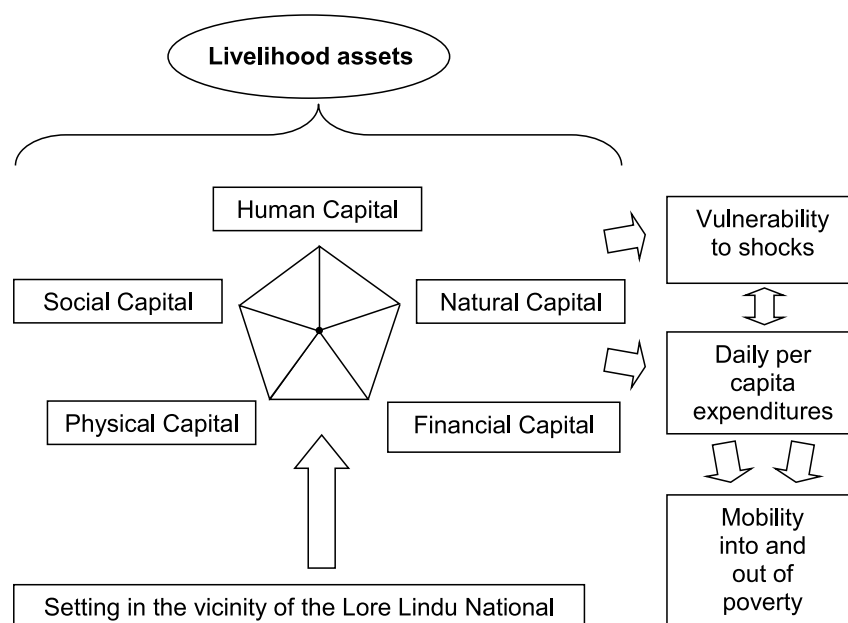 Livelihood assets
Human Capital
Social Capital
Natural Capital
Physical Capital
Financial Capital
Setting in the vicinity of the Lore Lindu National
Vulnerability
to shocks
Daily per
capita
expenditures
Mobility
into and
out of
poverty